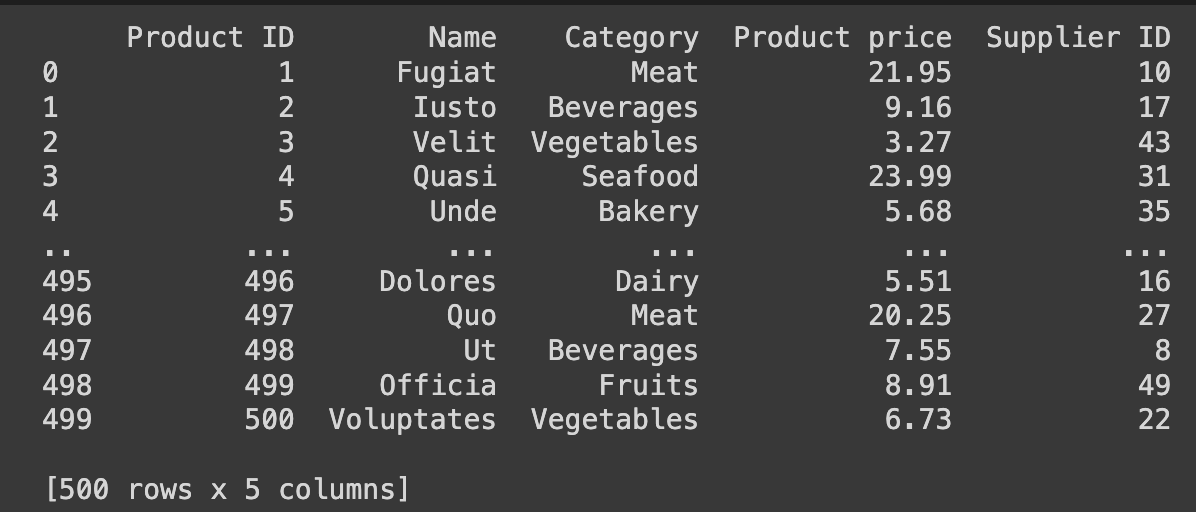 Product ID Name Category Product price Supplier ID
0 1 Fugiat Meat 21.95 10
1 2 Iusto Beverages 9.16 17
2 3 Velit Vegetables 3.27 43
3 4 Quasi Seafood 23.99 31
4 5 Unde Bakery 5.68 35
.. ... ... ... ... ...
495 496 Dolores Dairy 5.51 16
496 497 Quo Meat 20.25 27
497 498 Ut Beverages 7.55 8
498 499 Officia Fruits 8.91 49
499 500 Voluptates Vegetables 6.73 22
[500 rows x 5 columns]